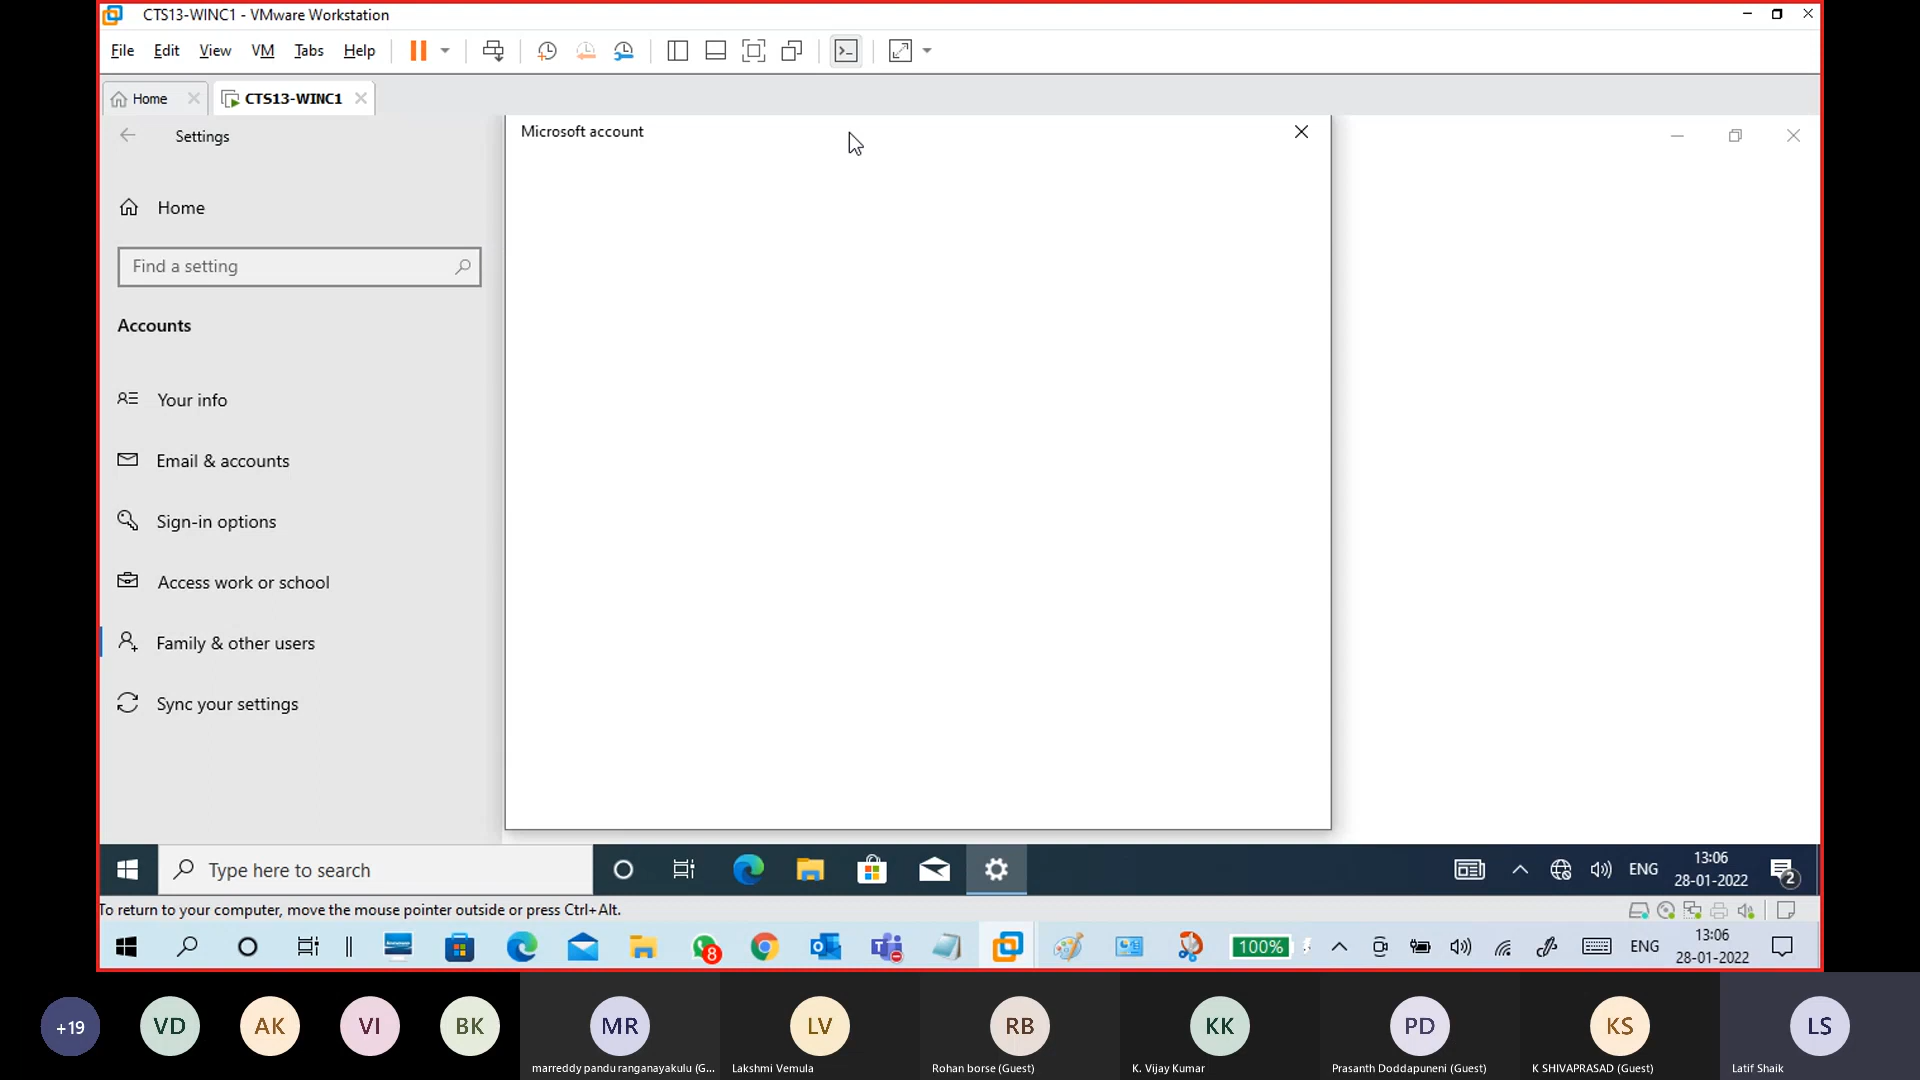 CTS13-WINC1 - VMware Workstation
File Edit View VM Tabs Help
Home
CTS13-WINC1
Settings
Microsoft account
Home
Find a setting
Accounts
Your info
Email & accounts
Sign-in options
Access work or school
Family & other users
Sync your settings
Type here to search
ENG
13:06
28-01-2022
2
To return to your computer, move the mouse pointer outside or press Ctrl+Alt.
8
100%
ENG
13:06
28-01-2022
+19
VD
AK
VI
BK
MR
LV
RB
KK
PD
KS
LS
marreddy pandu ranganayakulu (G...
Lakshmi Vemula
Rohan borse (Guest)
K. Vijay Kumar
Prasanth Doddapuneni (Guest)
K SHIVAPRASAD (Guest)
Latif Shaik